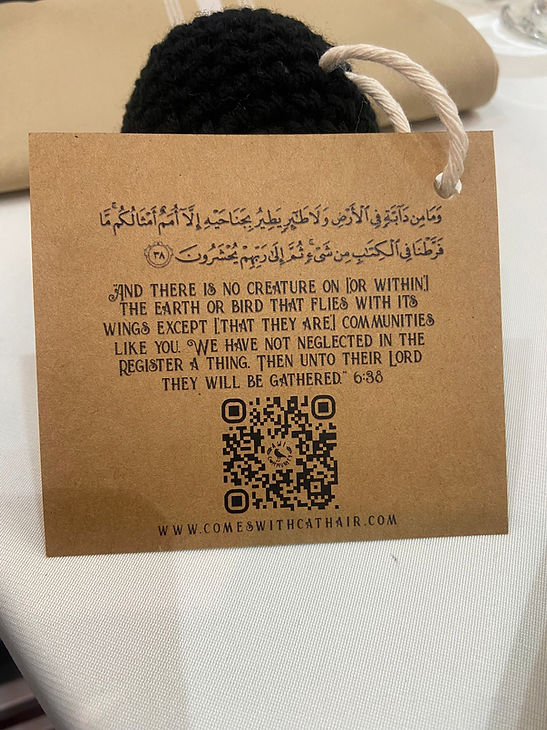 وَمَا مِن دَآبَّةٍ فِي ٱلْأَرْضِ وَلَا طَـٰٓئِرٍ يَطِيرُ بِجَنَاحَيْهِ إِلَّآ أُمَمٌ أَمْثَالُكُم ۚ مَّا
فَرَّطْنَا فِي ٱلْكِتَـٰبِ مِن شَىْءٍ ۚ ثُمَّ إِلَىٰ رَبِّهِمْ يُحْشَرُونَ ٣٨
"AND THERE IS NO CREATURE ON [OR WITHIN]
THE EARTH OR BIRD THAT FLIES WITH ITS
WINGS EXCEPT [THAT THEY ARE] COMMUNITIES
LIKE YOU. WE HAVE NOT NEGLECTED IN THE
REGISTER A THING. THEN UNTO THEIR LORD
THEY WILL BE GATHERED." 6:38
WWW.COMESWITHCATHAIR.COM